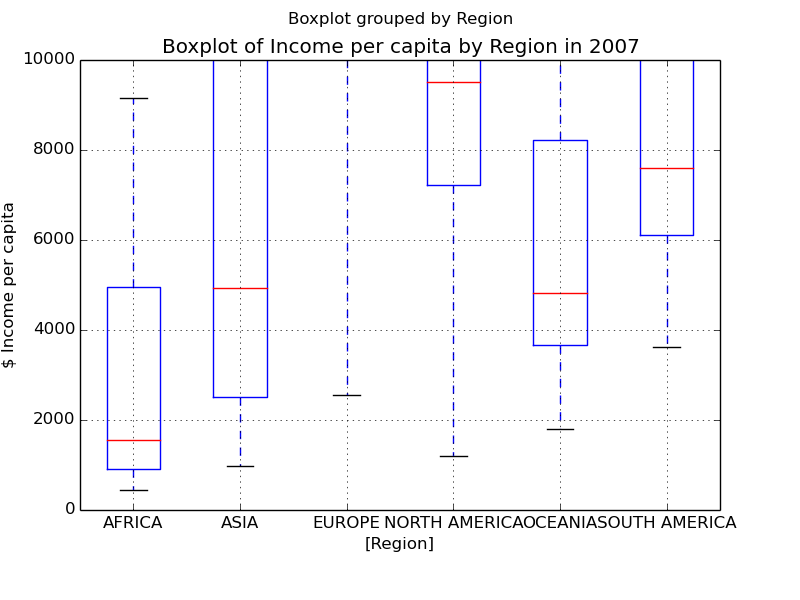 Boxplot grouped by Region
Boxplot of Income per capita by Region in 2007
10000
8000
6000
4000
2000
0
$ Income per capita
AFRICA ASIA EUROPE NORTH AMERICA OCEANIA SOUTH AMERICA
[Region]